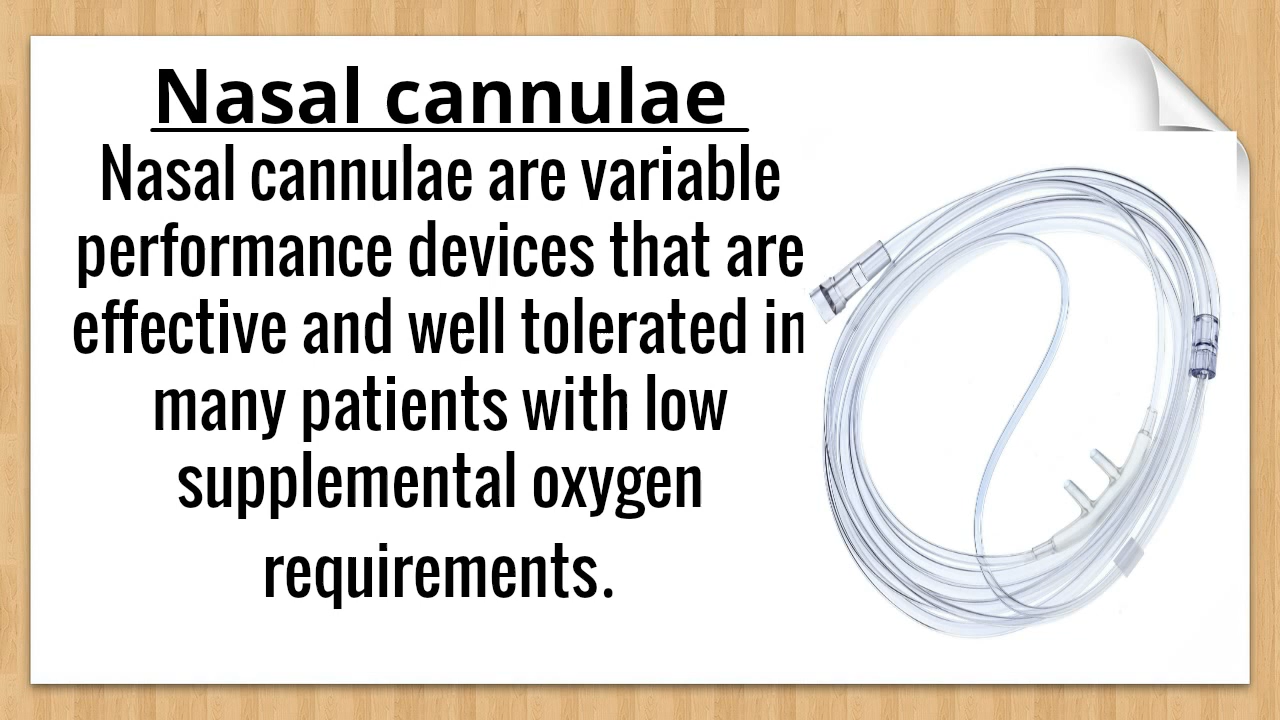 Nasal cannulae
Nasal cannulae are variable
performance devices that are
effective and well tolerated in
many patients with low
supplemental oxygen
requirements.